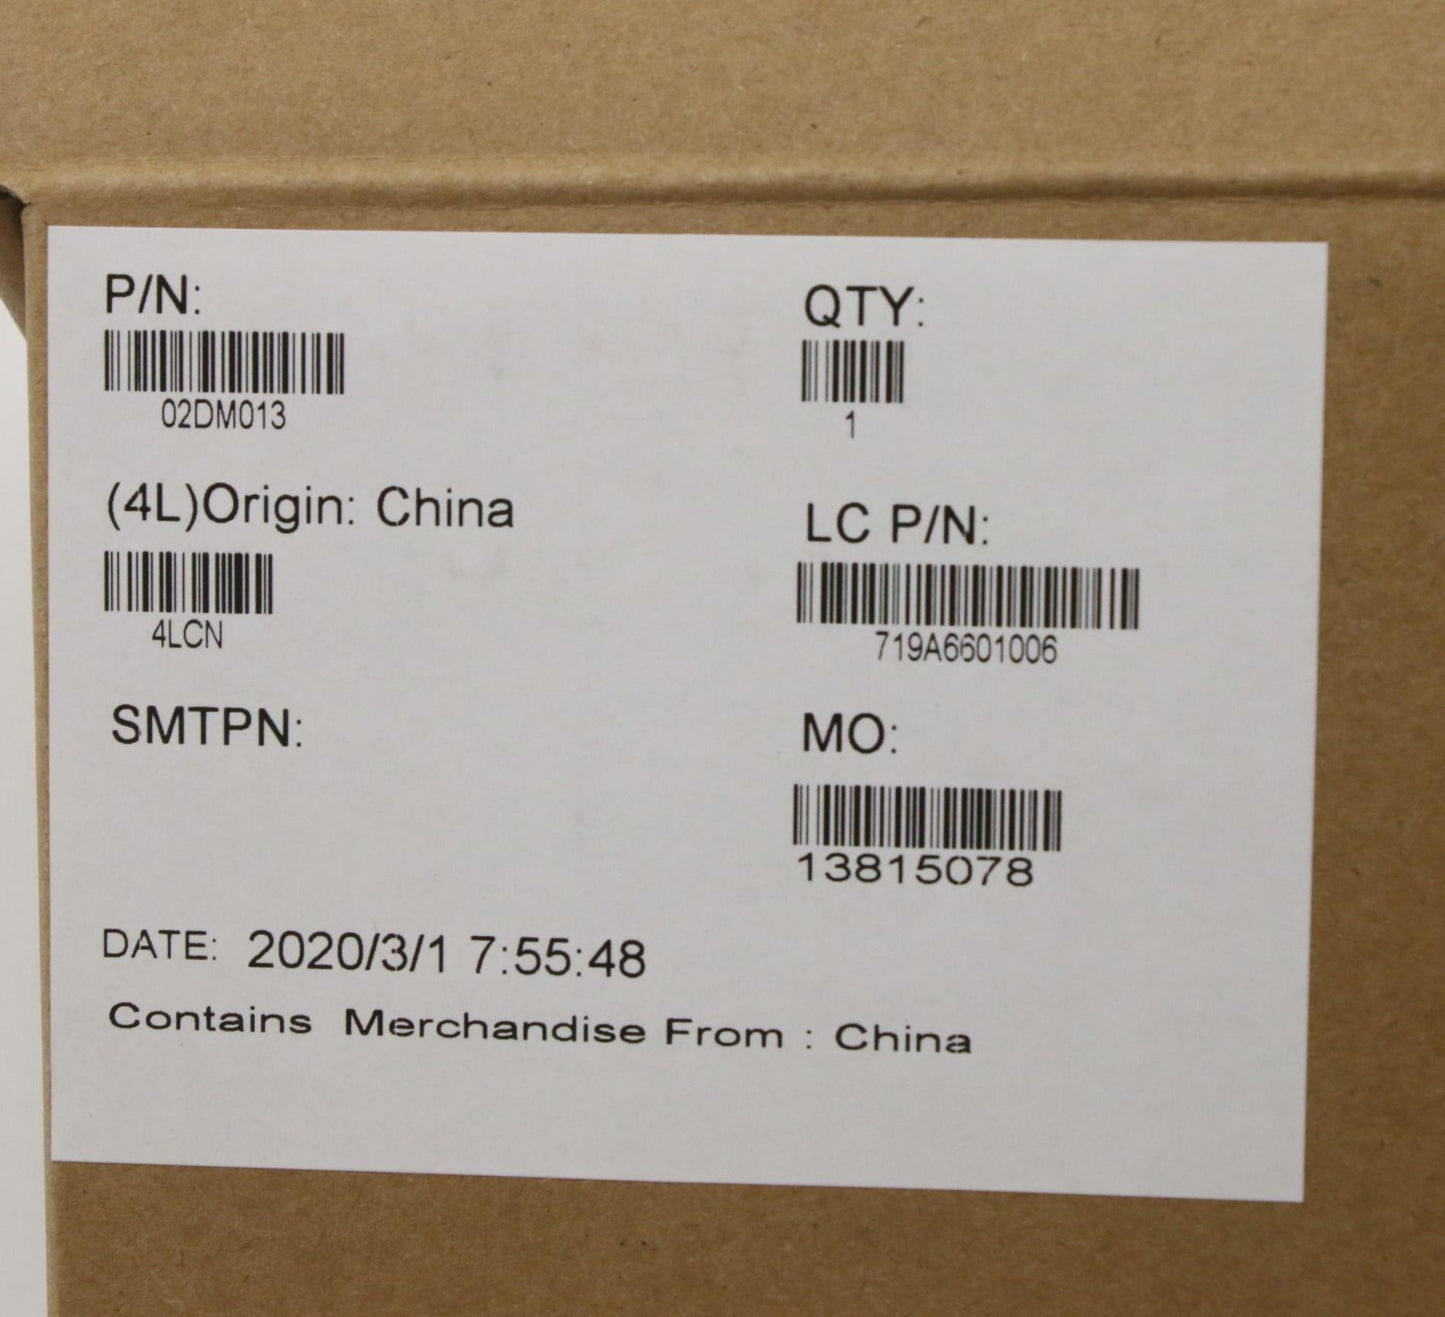 P/N:
02DM013
QTY:
1
(4L)Origin: China
4LCN
LC P/N:
719A6601006
SMTPN:
MO:
13815078
DATE: 2020/3/1 7:55:48
Contains Merchandise From : China